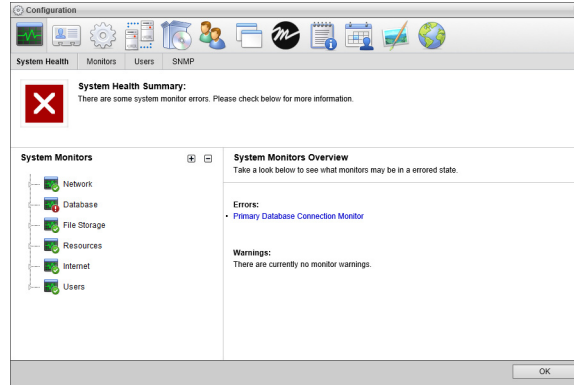 Configuration
System Health Monitors Users SNMP
System Health Summary:
There are some system monitor errors. Please check below for more information.
System Monitors
Network
Database
File Storage
Resources
Internet
Users
System Monitors Overview
Take a look below to see what monitors may be in a errored state.
Errors:
Primary Database Connection Monitor
Warnings:
There are currently no monitor warnings.
OK